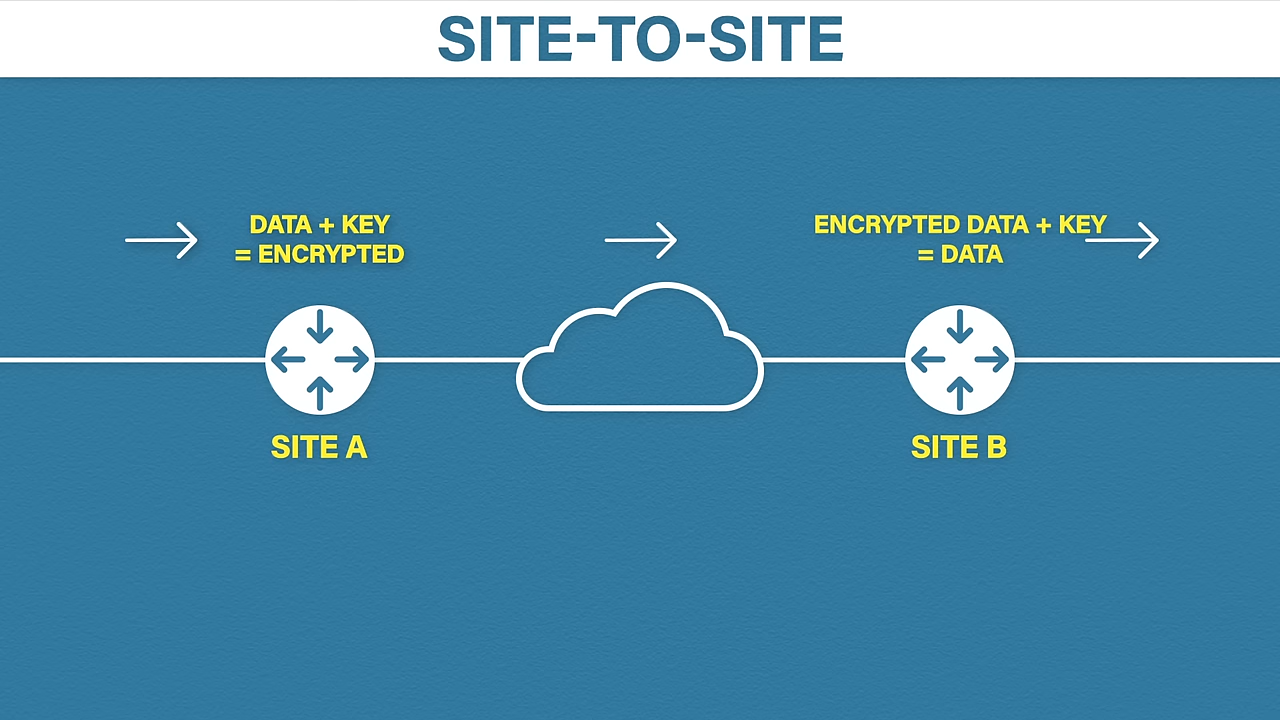 SITE-TO-SITE
DATA + KEY
= ENCRYPTED
ENCRYPTED DATA + KEY
= DATA
SITE A
SITE B